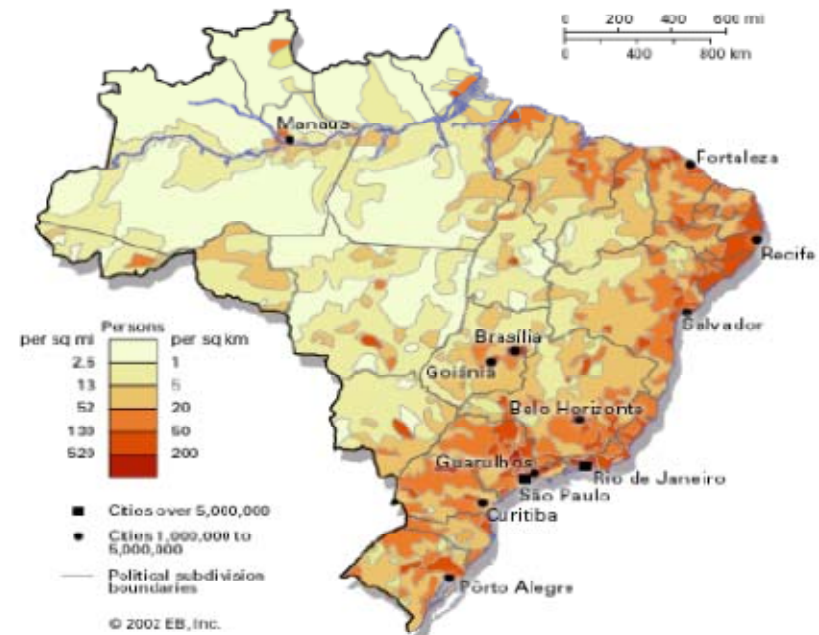 0 200 400 600 mi
0 400 800 km
Manaus
Fortaleza
Recife
Salvador
Brasília
Goiânia
Belo Horizonte
Guarulhos
Rio de Janeiro
São Paulo
Curitiba
Pôrto Alegre
Persons
per sq mi per sq km
2.5 1
13 5
52 20
50
520 200
Cities over 5,000,000
Cities 1,000,000 to
5,000,000
Political subdivision
boundaries
© 2002 EB, Inc.